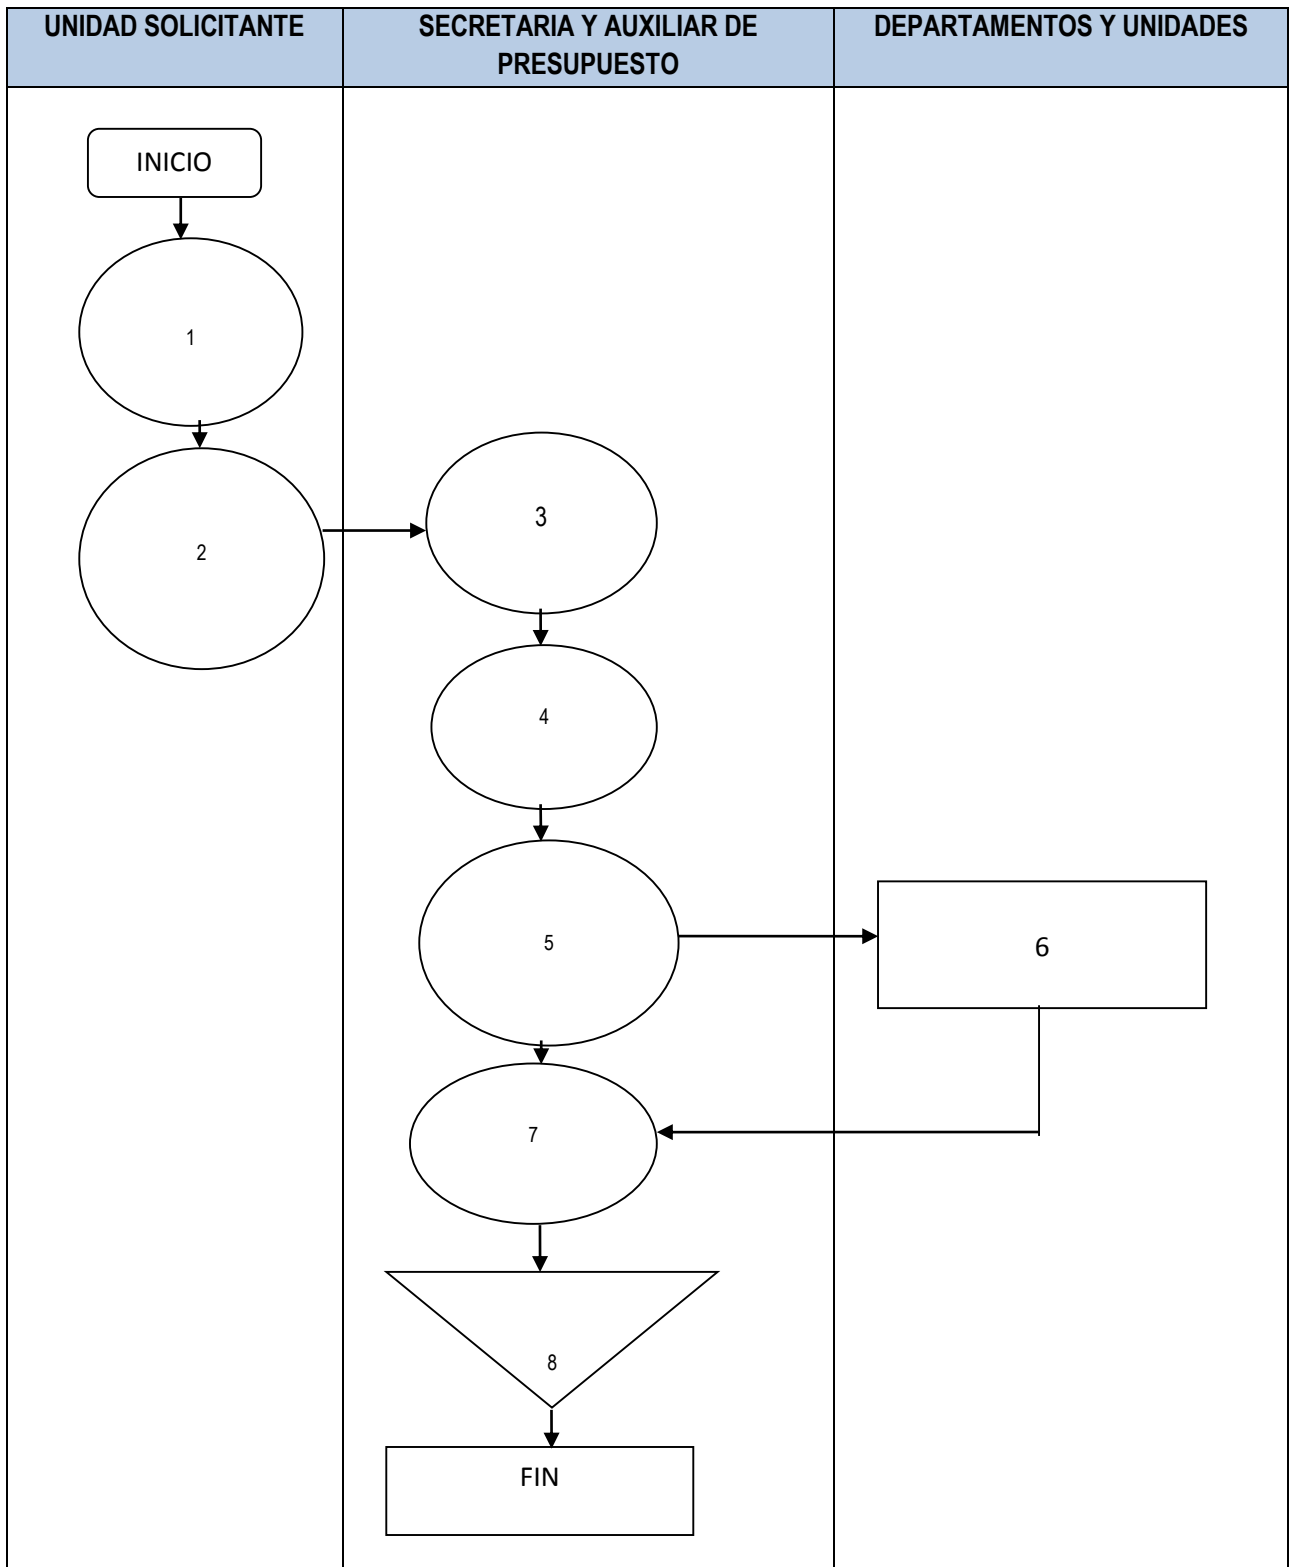 UNIDAD SOLICITANTE
SECRETARIA Y AUXILIAR DE
PRESUPUESTO
DEPARTAMENTOS Y UNIDADES
INICIO
1
2
3
4
5
6
7
8
FIN